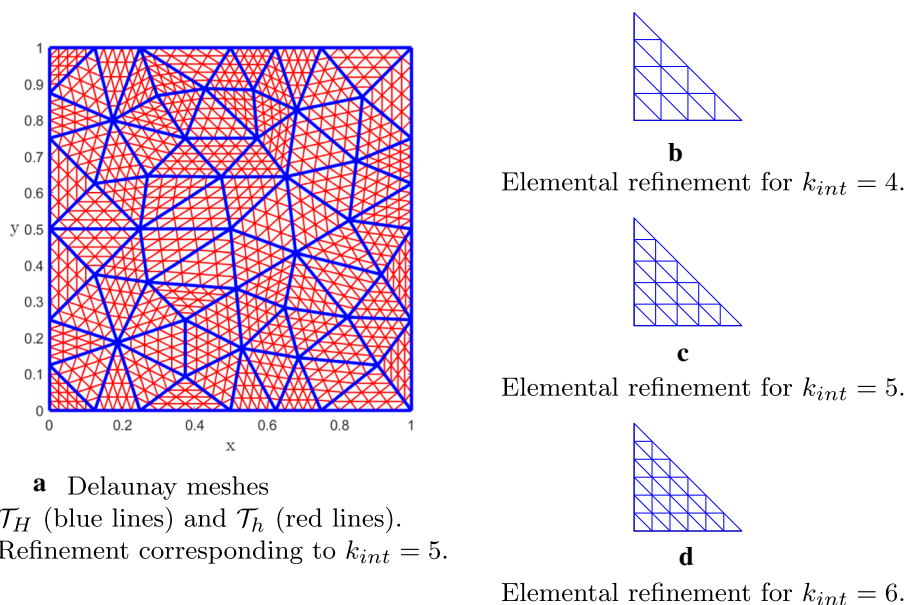 1
0.9
0.8
0.7
0.6
y 0.5
0.4
0.3
0.2
0.1
0
0 0.2 0.4 0.6 0.8 1
x
a Delaunay meshes
𝒯_H (blue lines) and 𝒯_h (red lines).
Refinement corresponding to k_int = 5.
b
Elemental refinement for k_int = 4.
c
Elemental refinement for k_int = 5.
d
Elemental refinement for k_int = 6.